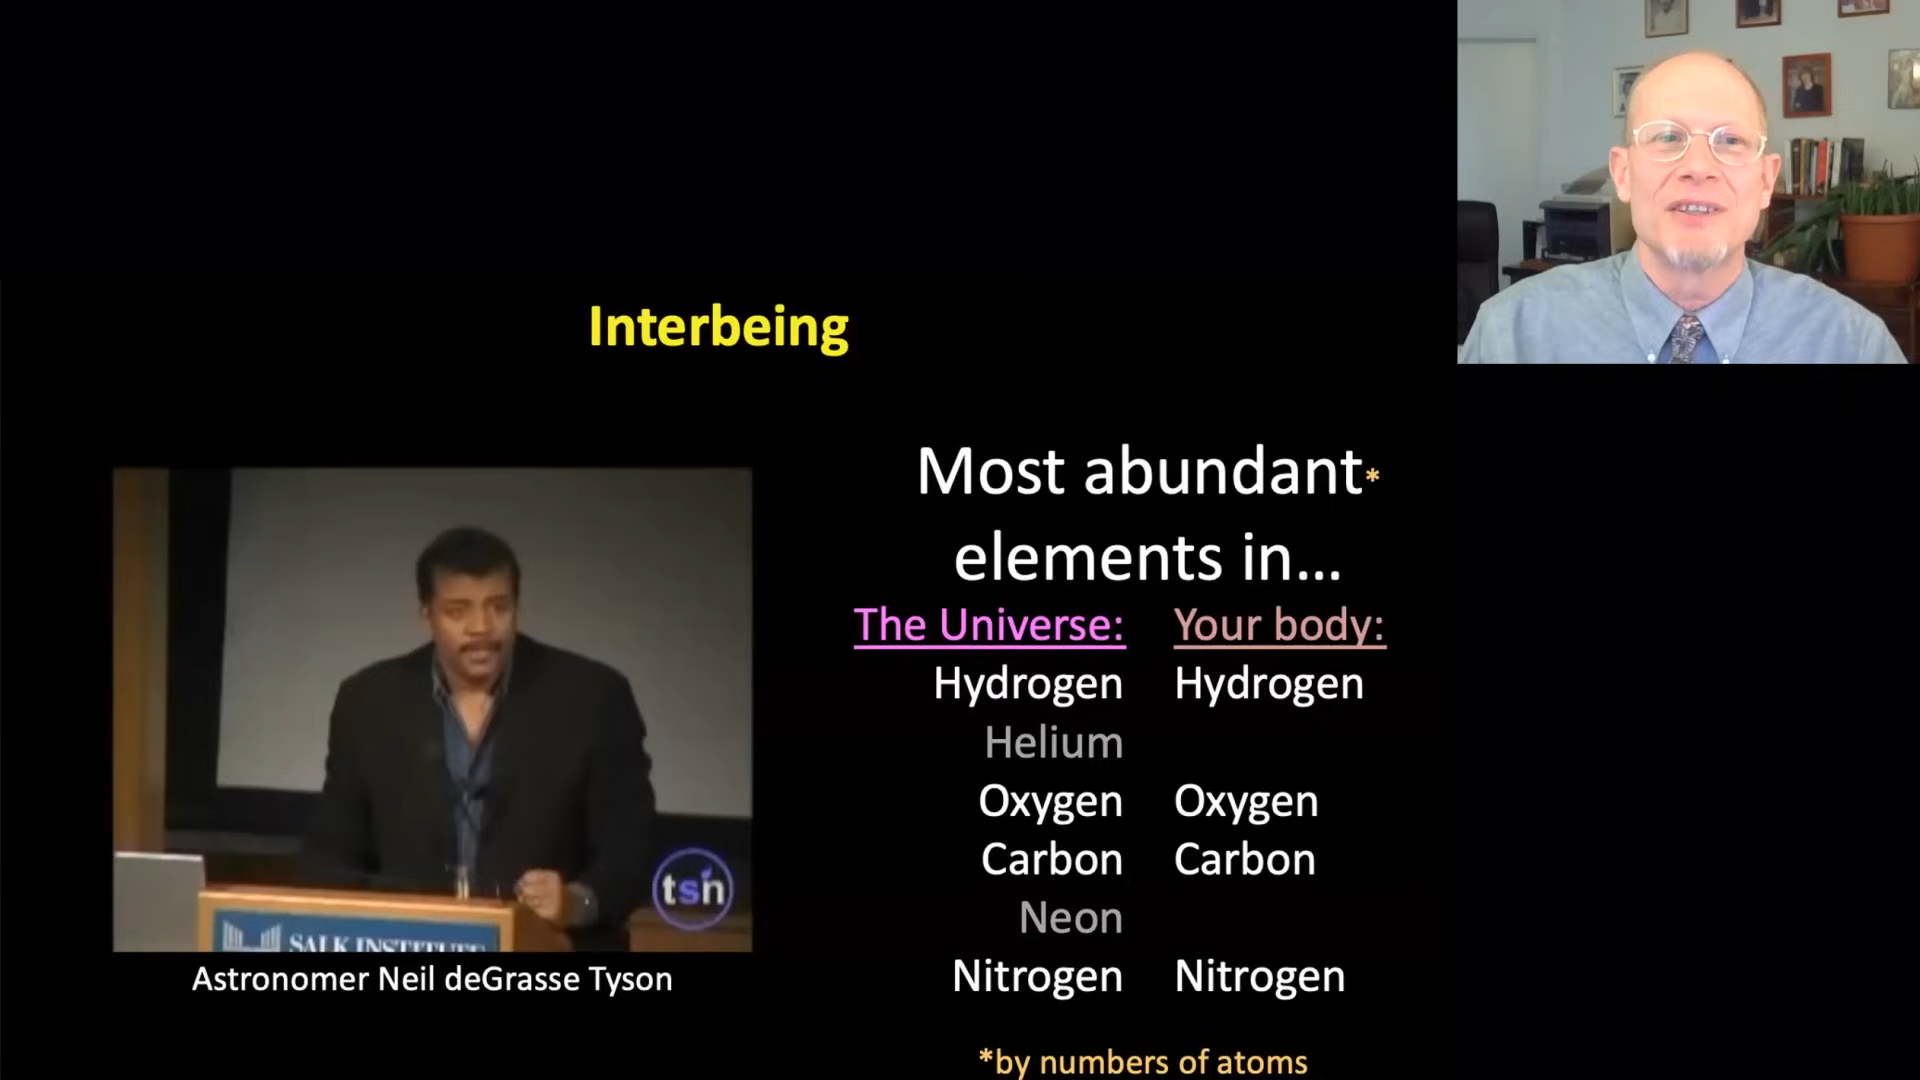 Interbeing
Most abundant*
elements in...
The Universe: Your body:
Hydrogen Hydrogen
Helium
Oxygen Oxygen
Carbon Carbon
Neon
Nitrogen Nitrogen
*by numbers of atoms
tsn
SALK INSTITUTE
Astronomer Neil deGrasse Tyson